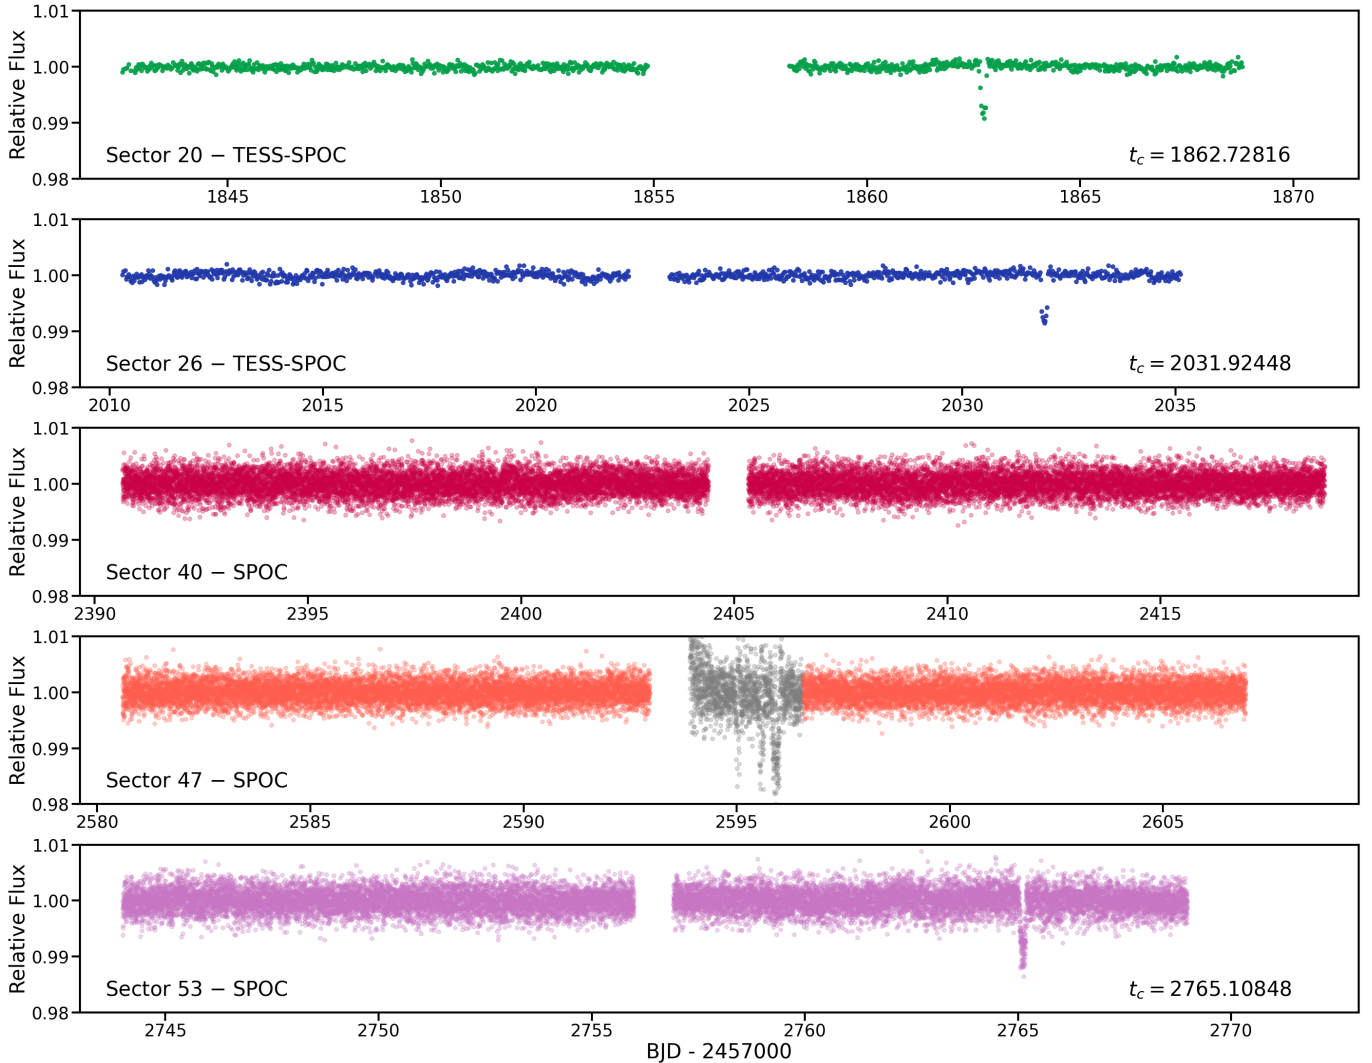 Relative Flux
1.01
1.00
0.99
0.98
Sector 20 − TESS-SPOC
t_c = 1862.72816
1845 1850 1855 1860 1865 1870
Relative Flux
1.01
1.00
0.99
0.98
Sector 26 − TESS-SPOC
t_c = 2031.92448
2010 2015 2020 2025 2030 2035
Relative Flux
1.01
1.00
0.99
0.98
Sector 40 − SPOC
2390 2395 2400 2405 2410 2415
Relative Flux
1.01
1.00
0.99
0.98
Sector 47 − SPOC
2580 2585 2590 2595 2600 2605
Relative Flux
1.01
1.00
0.99
0.98
Sector 53 − SPOC
t_c = 2765.10848
2745 2750 2755 2760 2765 2770
BJD - 2457000